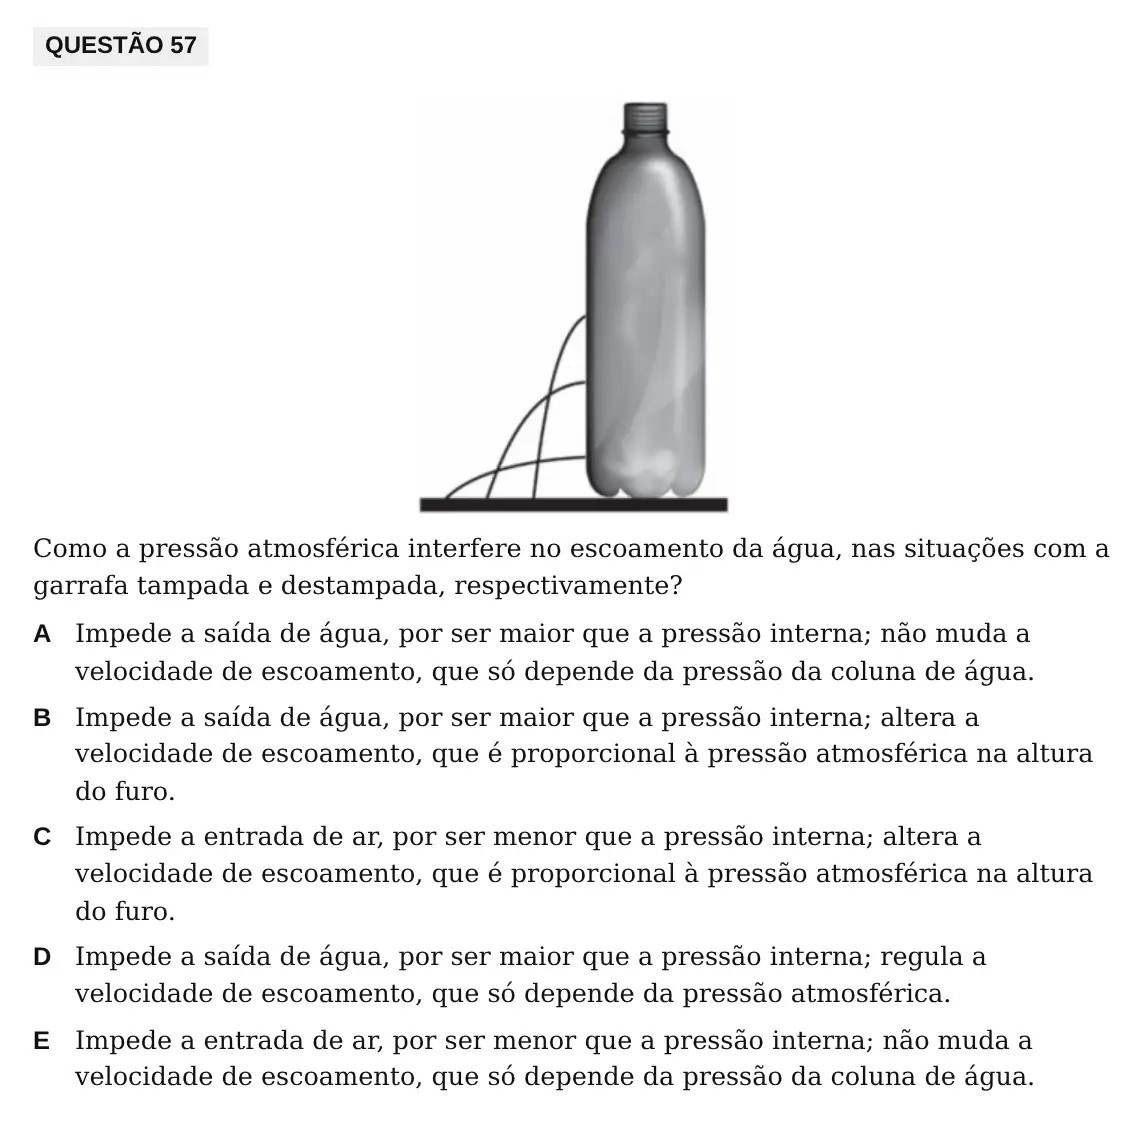 QUESTÃO 57
Como a pressão atmosférica interfere no escoamento da água, nas situações com a
garrafa tampada e destampada, respectivamente?
A Impede a saída de água, por ser maior que a pressão interna; não muda a
velocidade de escoamento, que só depende da pressão da coluna de água.
B Impede a saída de água, por ser maior que a pressão interna; altera a
velocidade de escoamento, que é proporcional à pressão atmosférica na altura
do furo.
C Impede a entrada de ar, por ser menor que a pressão interna; altera a
velocidade de escoamento, que é proporcional à pressão atmosférica na altura
do furo.
D Impede a saída de água, por ser maior que a pressão interna; regula a
velocidade de escoamento, que só depende da pressão atmosférica.
E Impede a entrada de ar, por ser menor que a pressão interna; não muda a
velocidade de escoamento, que só depende da pressão da coluna de água.